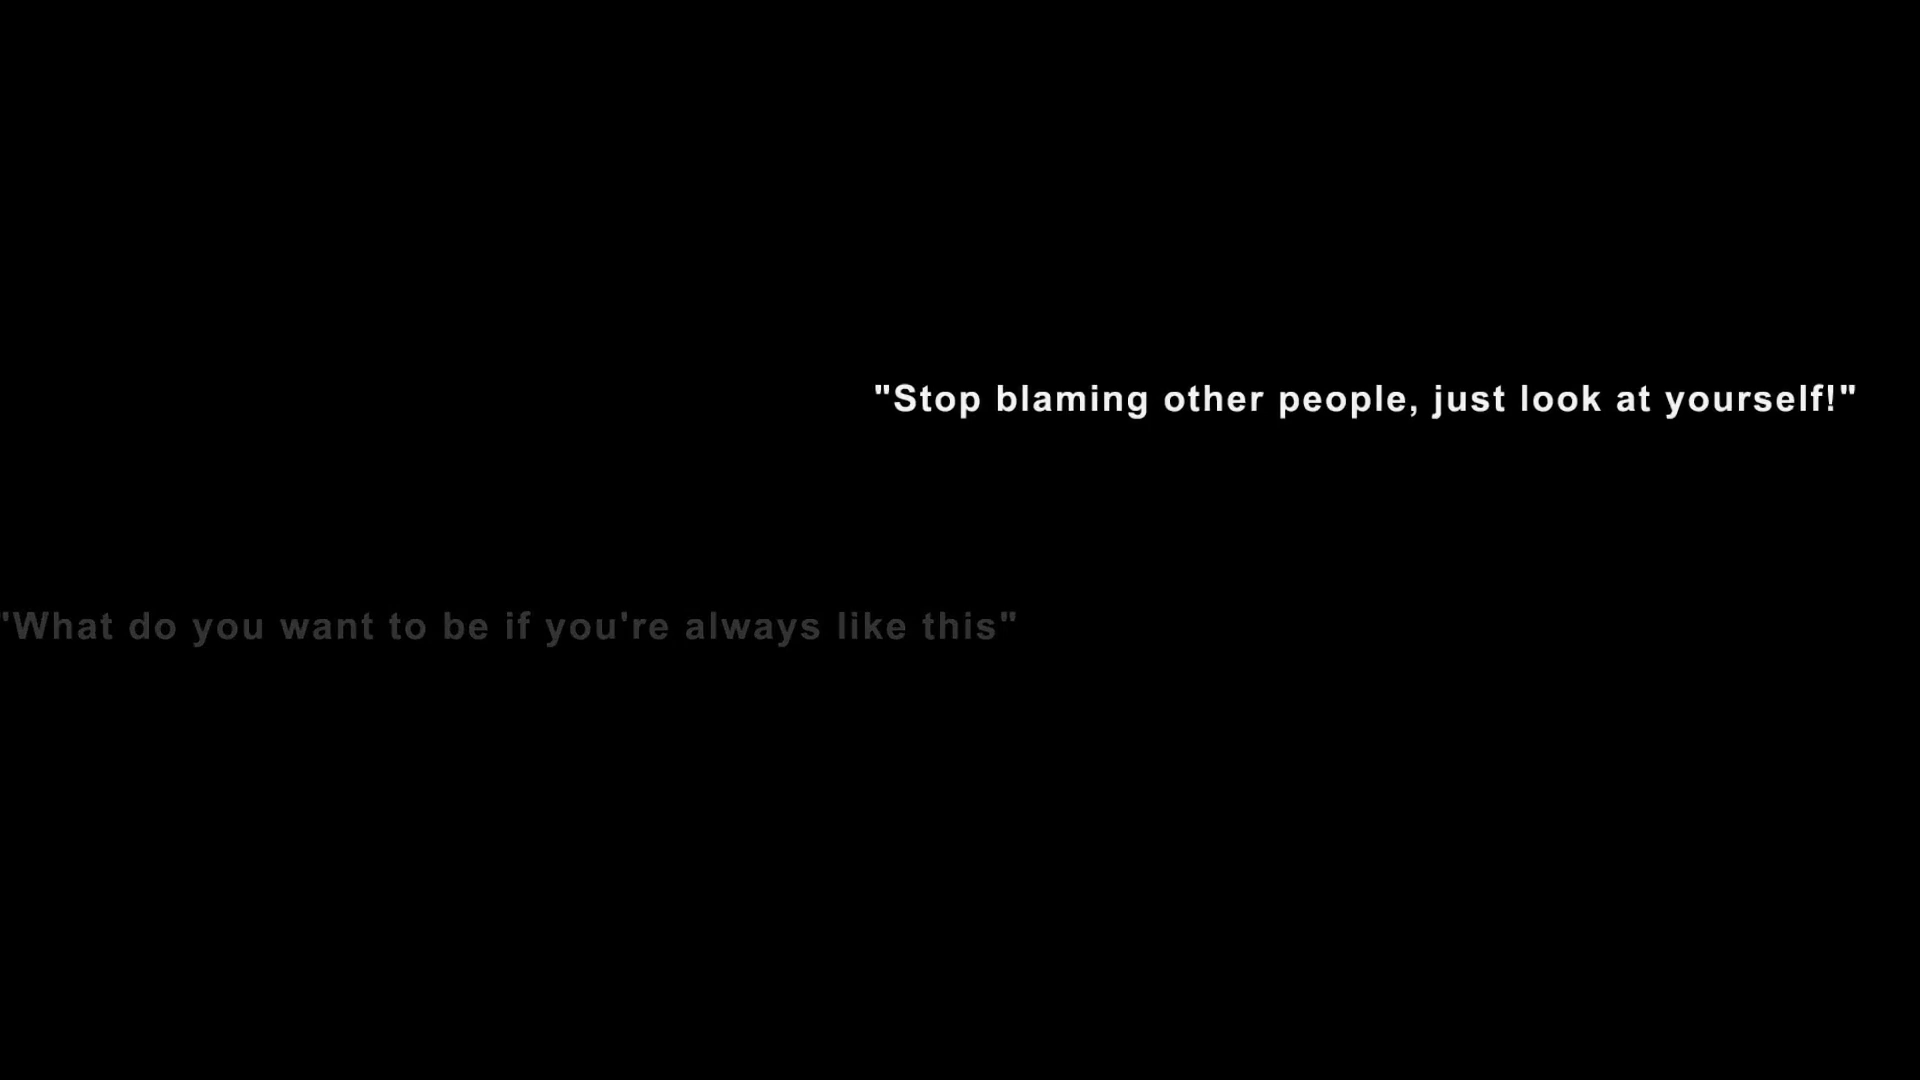 "Stop blaming other people, just look at yourself!"
"What do you want to be if you're always like this"